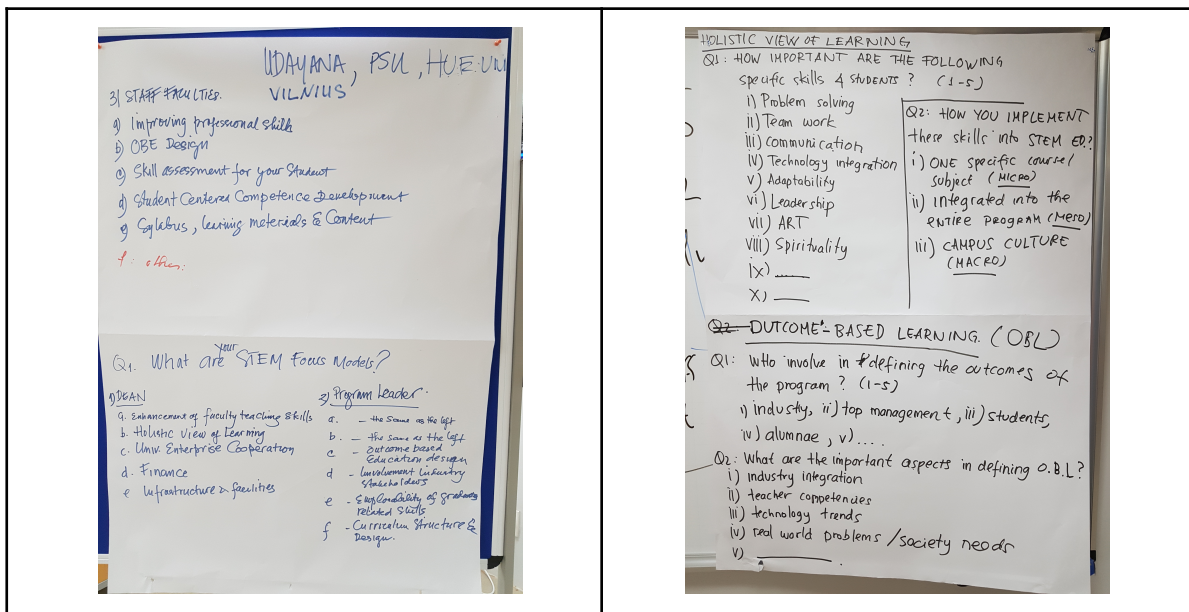 UDAYANA, PSU, HUE UNI
VILNIUS
3) STAFF FACULTIES.
a) Improving professional skills
b) OBE Design
c) Skill assessment for your Student
d) Student Centered Competence Development
e) Sylabus, learning meterials & Content
f: others:
Q1. What are your STEM Focus Models?
1) DEAN
a. Enhancement of faculty teaching skills
b. Holistic View of Learning
c. Univ. Enterprise Cooperation
d. Finance
e Infrastructure & facilities
2) Program Leader.
a. - the same as the left
b. - the same as the left
c - outcome based
Education design
d - Involvement industry
Stakeholders
e - Employability of graduates
related skills
f - Curriculum Structure &
Design.
HOLISTIC VIEW OF LEARNING
Q1: HOW IMPORTANT ARE THE FOLLOWING
specific skills 4 STUDENTS? (1-5)
i) Problem solving
ii) Team work
iii) communication
iv) Technology integration
v) Adaptability
vi) Leadership
vii) ART
viii) Spirituality
ix) ____
x) ____
Q2: HOW YOU IMPLEMENT
these skills into STEM ED.?
i) ONE specific course/
subject (MICRO)
ii) integrated into the
ENTIRE PROGRAM (MESO)
iii) CAMPUS CULTURE
(MACRO)
Q2 OUTCOME-BASED LEARNING (OBL)
Q1: Who involve in defining the outcomes of
the program? (1-5)
i) industry, ii) top management, iii) students,
iv) alumnae, v)....
Q2: What are the important aspects in defining O.B.L?
i) industry integration
ii) teacher competencies
iii) technology trends
iv) real world problems / society needs
v) ________.